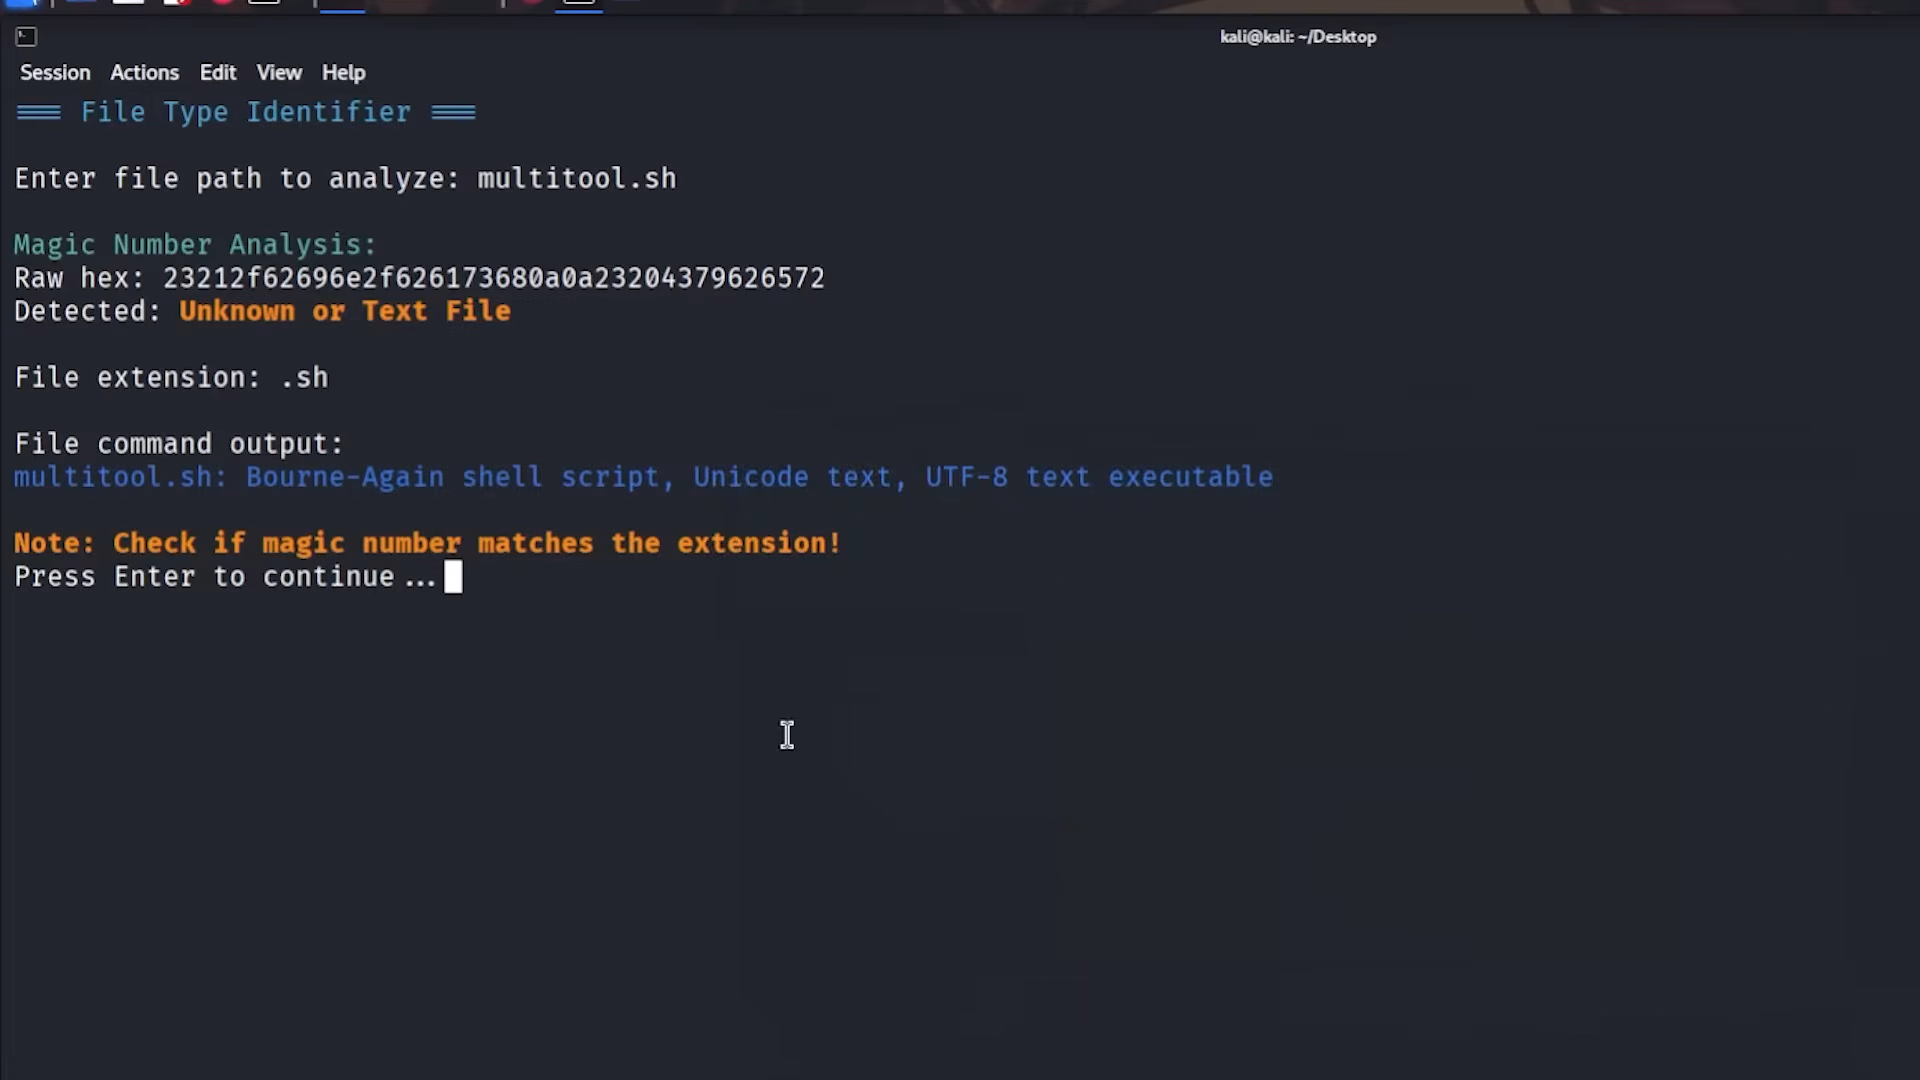 kali@kali: ~/Desktop
Session Actions Edit View Help
=== File Type Identifier ===
Enter file path to analyze: multitool.sh
Magic Number Analysis:
Raw hex: 23212f62696e2f626173680a0a23204379626572
Detected: Unknown or Text File
File extension: .sh
File command output:
multitool.sh: Bourne-Again shell script, Unicode text, UTF-8 text executable
Note: Check if magic number matches the extension!
Press Enter to continue...